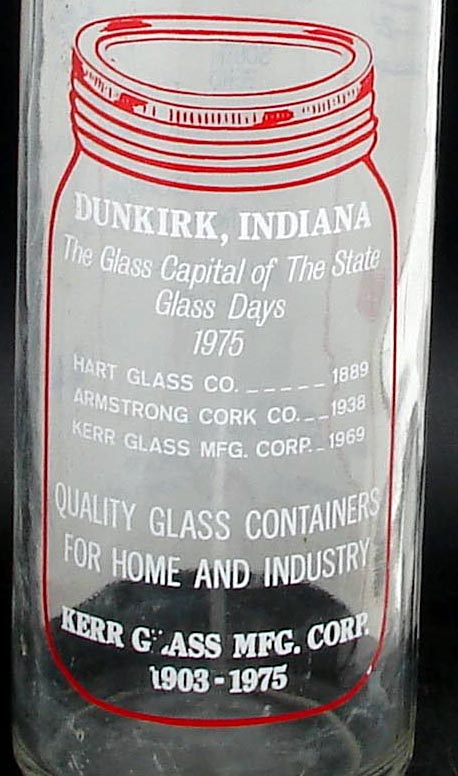 DUNKIRK, INDIANA
The Glass Capital of The State
Glass Days
1975
HART GLASS CO. _ _ _ _ _ _ 1889
ARMSTRONG CORK CO. _ _ 1938
KERR GLASS MFG. CORP. _ 1969
QUALITY GLASS CONTAINERS
FOR HOME AND INDUSTRY
KERR GLASS MFG. CORP.
1903-1975